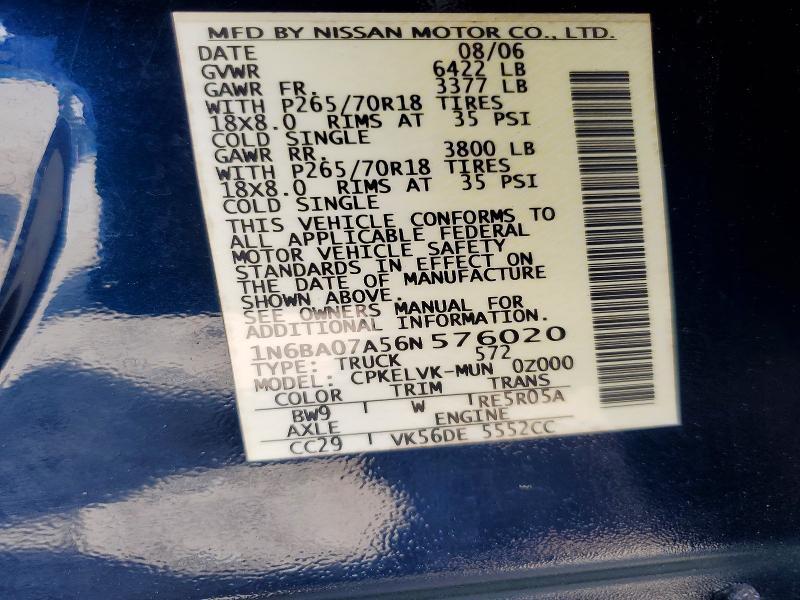 MFD BY NISSAN MOTOR CO., LTD.
DATE 08/06
GVWR 6422 LB
GAWR FR. 3377 LB
WITH P265/70R18 TIRES
18X8.0 RIMS AT 35 PSI
COLD SINGLE
GAWR RR. 3800 LB
WITH P265/70R18 TIRES
18X8.0 RIMS AT 35 PSI
COLD SINGLE
THIS VEHICLE CONFORMS TO
ALL APPLICABLE FEDERAL
MOTOR VEHICLE SAFETY
STANDARDS IN EFFECT ON
THE DATE OF MANUFACTURE
SHOWN ABOVE.
SEE OWNERS MANUAL FOR
ADDITIONAL INFORMATION.
1N6BA07A56N576020
TYPE: TRUCK 572
MODEL: CPKELVK-MUN 0Z000
COLOR TRIM TRANS
BW9 W RE5R05A
AXLE ENGINE
CC29 VK56DE 5552CC